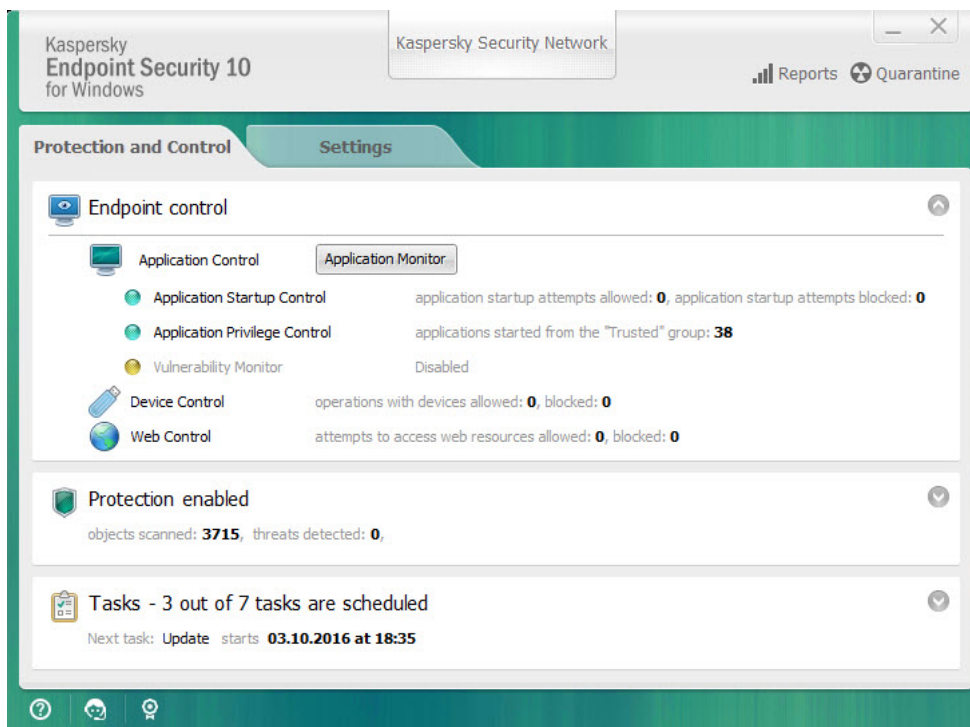 Kaspersky
Endpoint Security 10
for Windows
Kaspersky Security Network
Reports Quarantine
Protection and Control Settings
Endpoint control
Application Control Application Monitor
Application Startup Control application startup attempts allowed: 0, application startup attempts blocked: 0
Application Privilege Control applications started from the "Trusted" group: 38
Vulnerability Monitor Disabled
Device Control operations with devices allowed: 0, blocked: 0
Web Control attempts to access web resources allowed: 0, blocked: 0
Protection enabled
objects scanned: 3715, threats detected: 0,
Tasks - 3 out of 7 tasks are scheduled
Next task: Update starts 03.10.2016 at 18:35